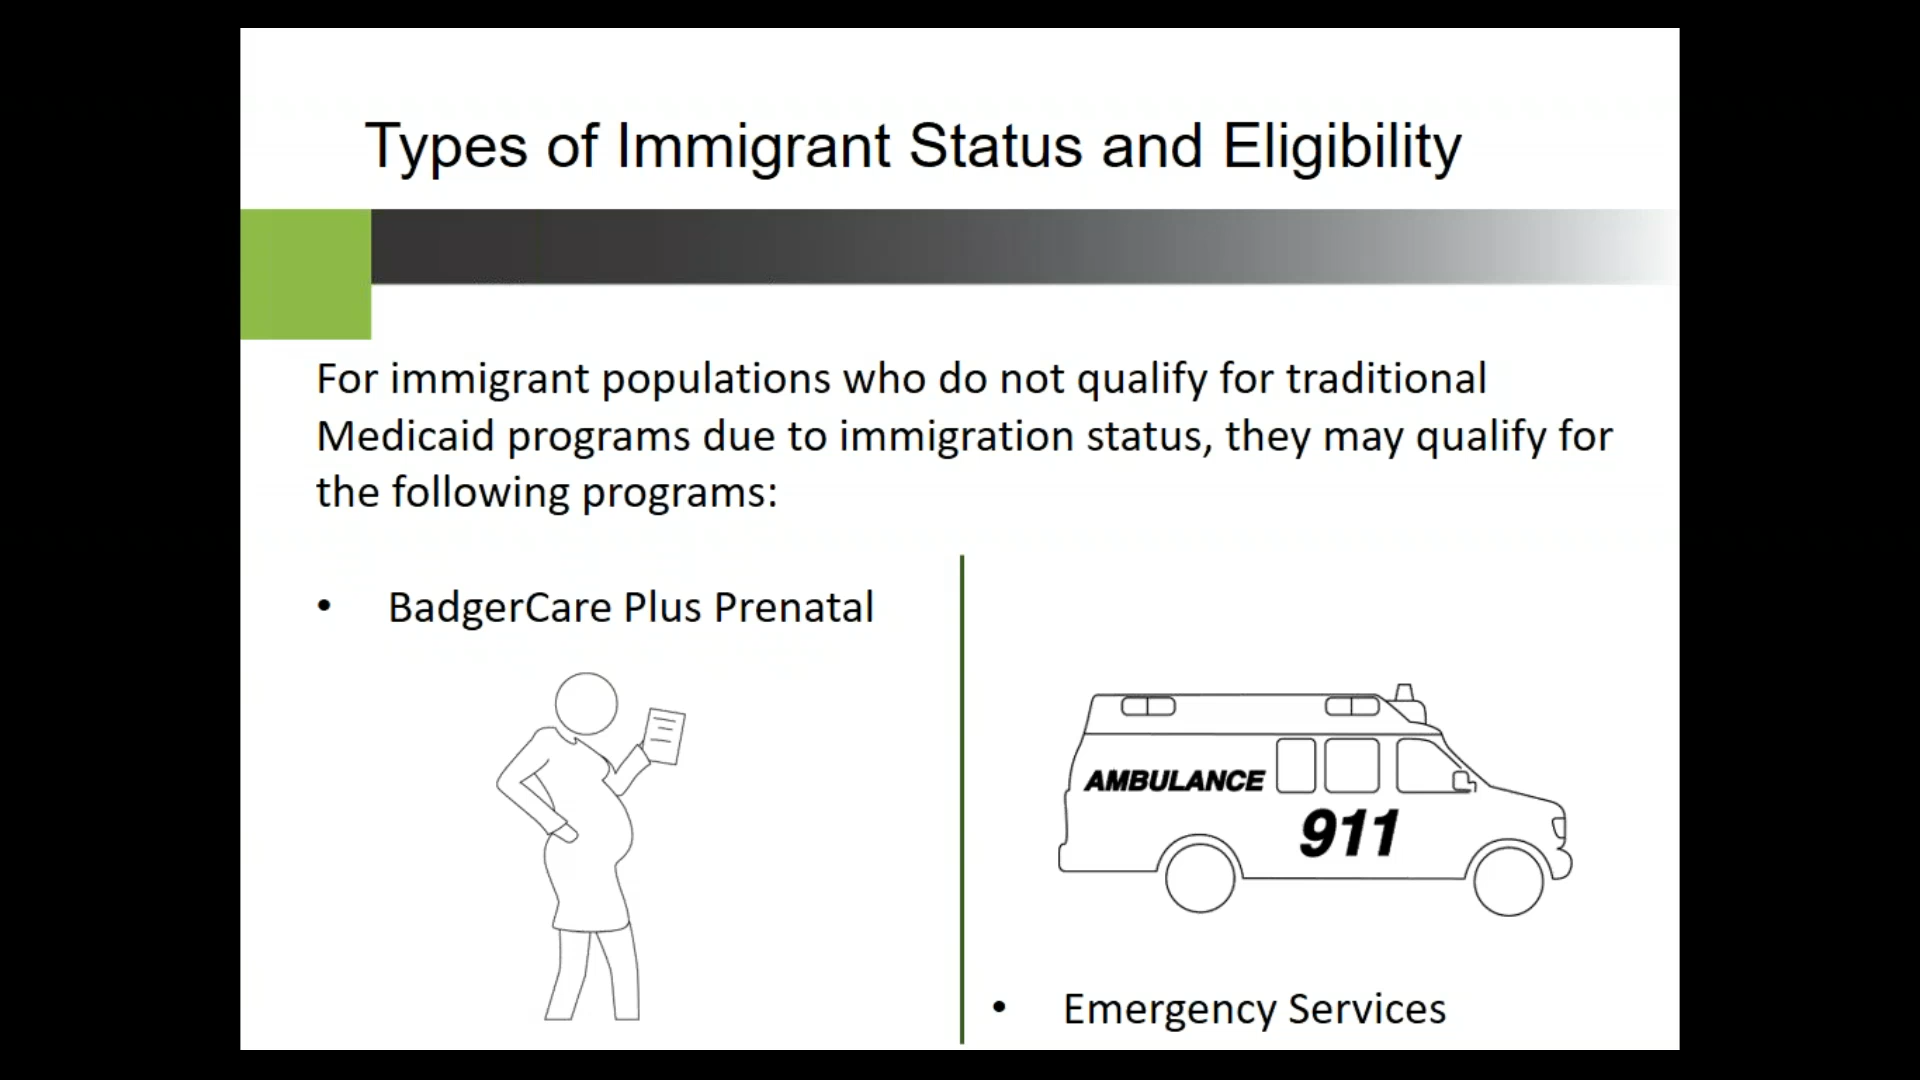 Types of Immigrant Status and Eligibility
For immigrant populations who do not qualify for traditional
Medicaid programs due to immigration status, they may qualify for
the following programs:
• BadgerCare Plus Prenatal
AMBULANCE
911
• Emergency Services